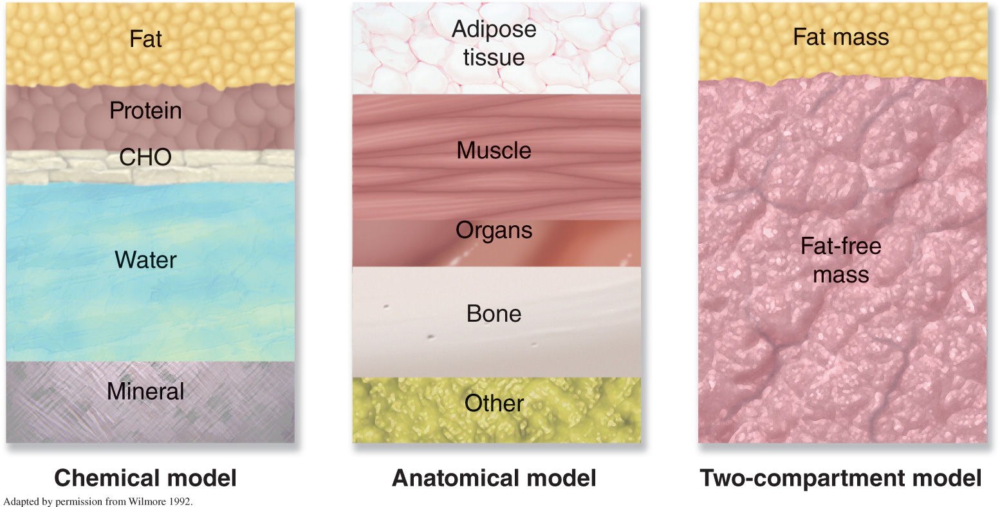 Fat
Protein
CHO
Water
Mineral
Chemical model
Adipose
tissue
Muscle
Organs
Bone
Other
Anatomical model
Fat mass
Fat-free
mass
Two-compartment model
Adapted by permission from Wilmore 1992.